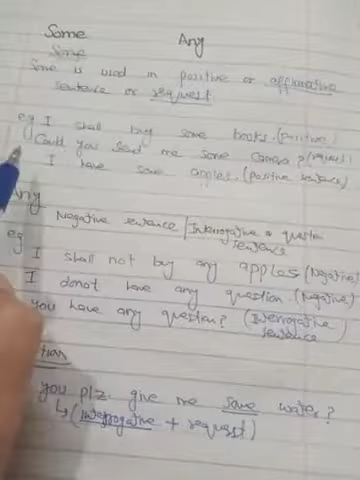 Some Any
Some
Some is used in positive or affirmative
sentence or request
eg I shall buy some books. (Positive)
Could you send me some Camera
I have some apples. (positive sentence)
Any
Negative sentence / Interrogative or question
sentence
eg
I shall not buy any apples (Negative)
I donot have any question. (Negative)
you have any question? (Interrogative
sentence
you plz. give me some water?
↳ (interrogative + request)